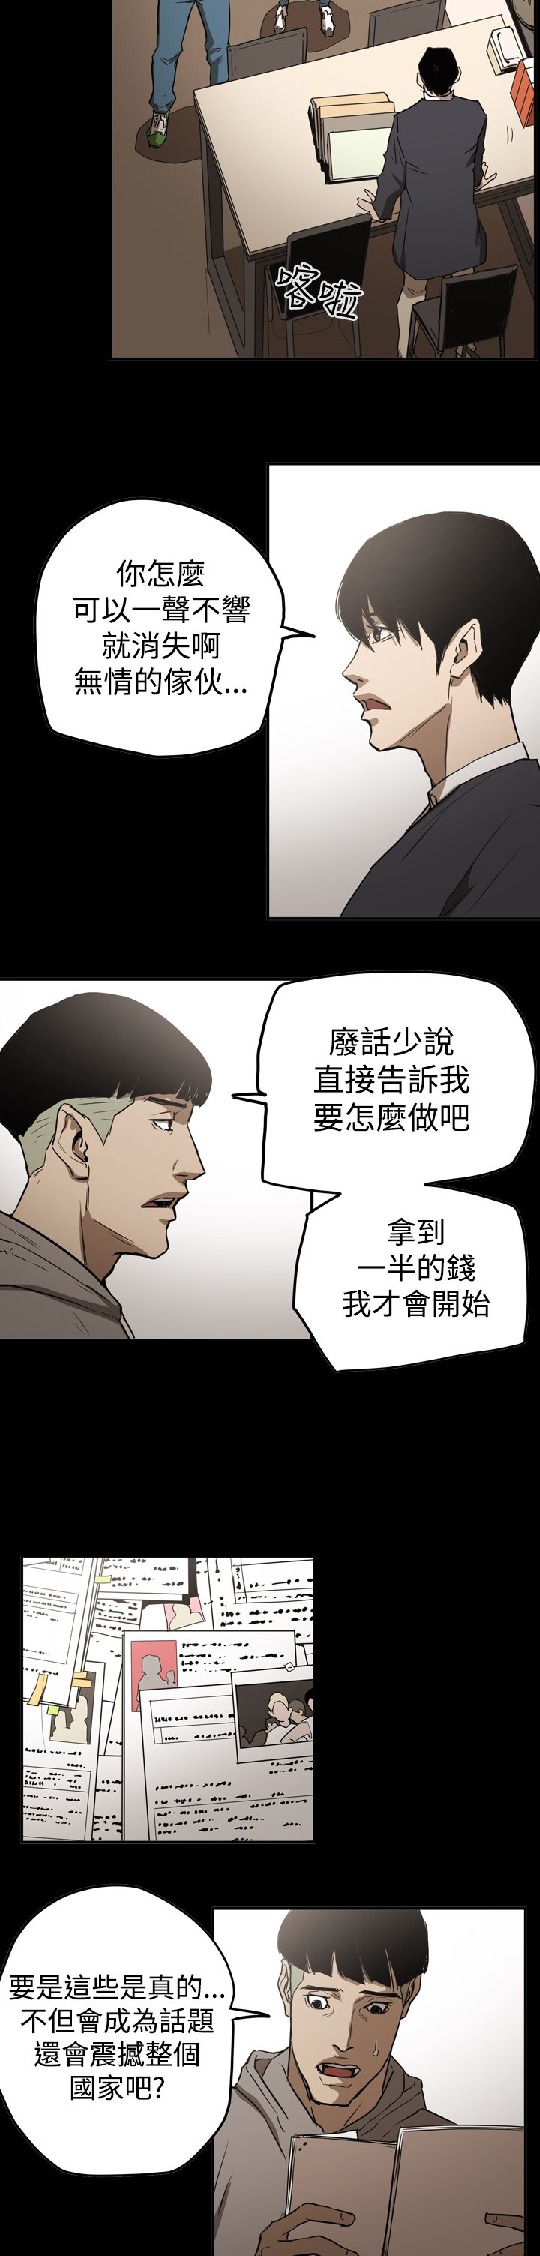 喀啦
你怎麼
可以一聲不響
就消失啊
無情的傢伙...
廢話少說
直接告訴我
要怎麼做吧
拿到
一半的錢
我才會開始
要是這些是真的...
不但會成為話題
還會震撼整個
國家吧?